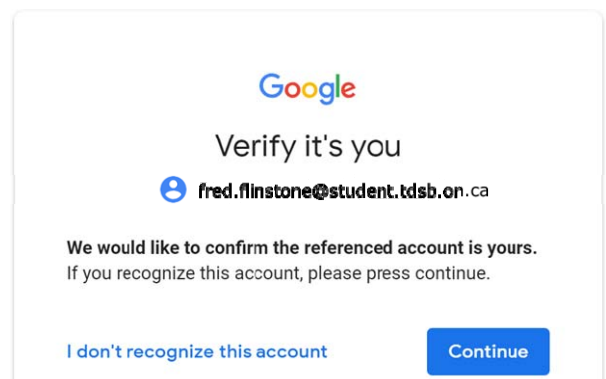 Google
Verify it's you
fred.flinstone@student.tdsb.on.ca
We would like to confirm the referenced account is yours.
If you recognize this account, please press continue.
I don't recognize this account
Continue